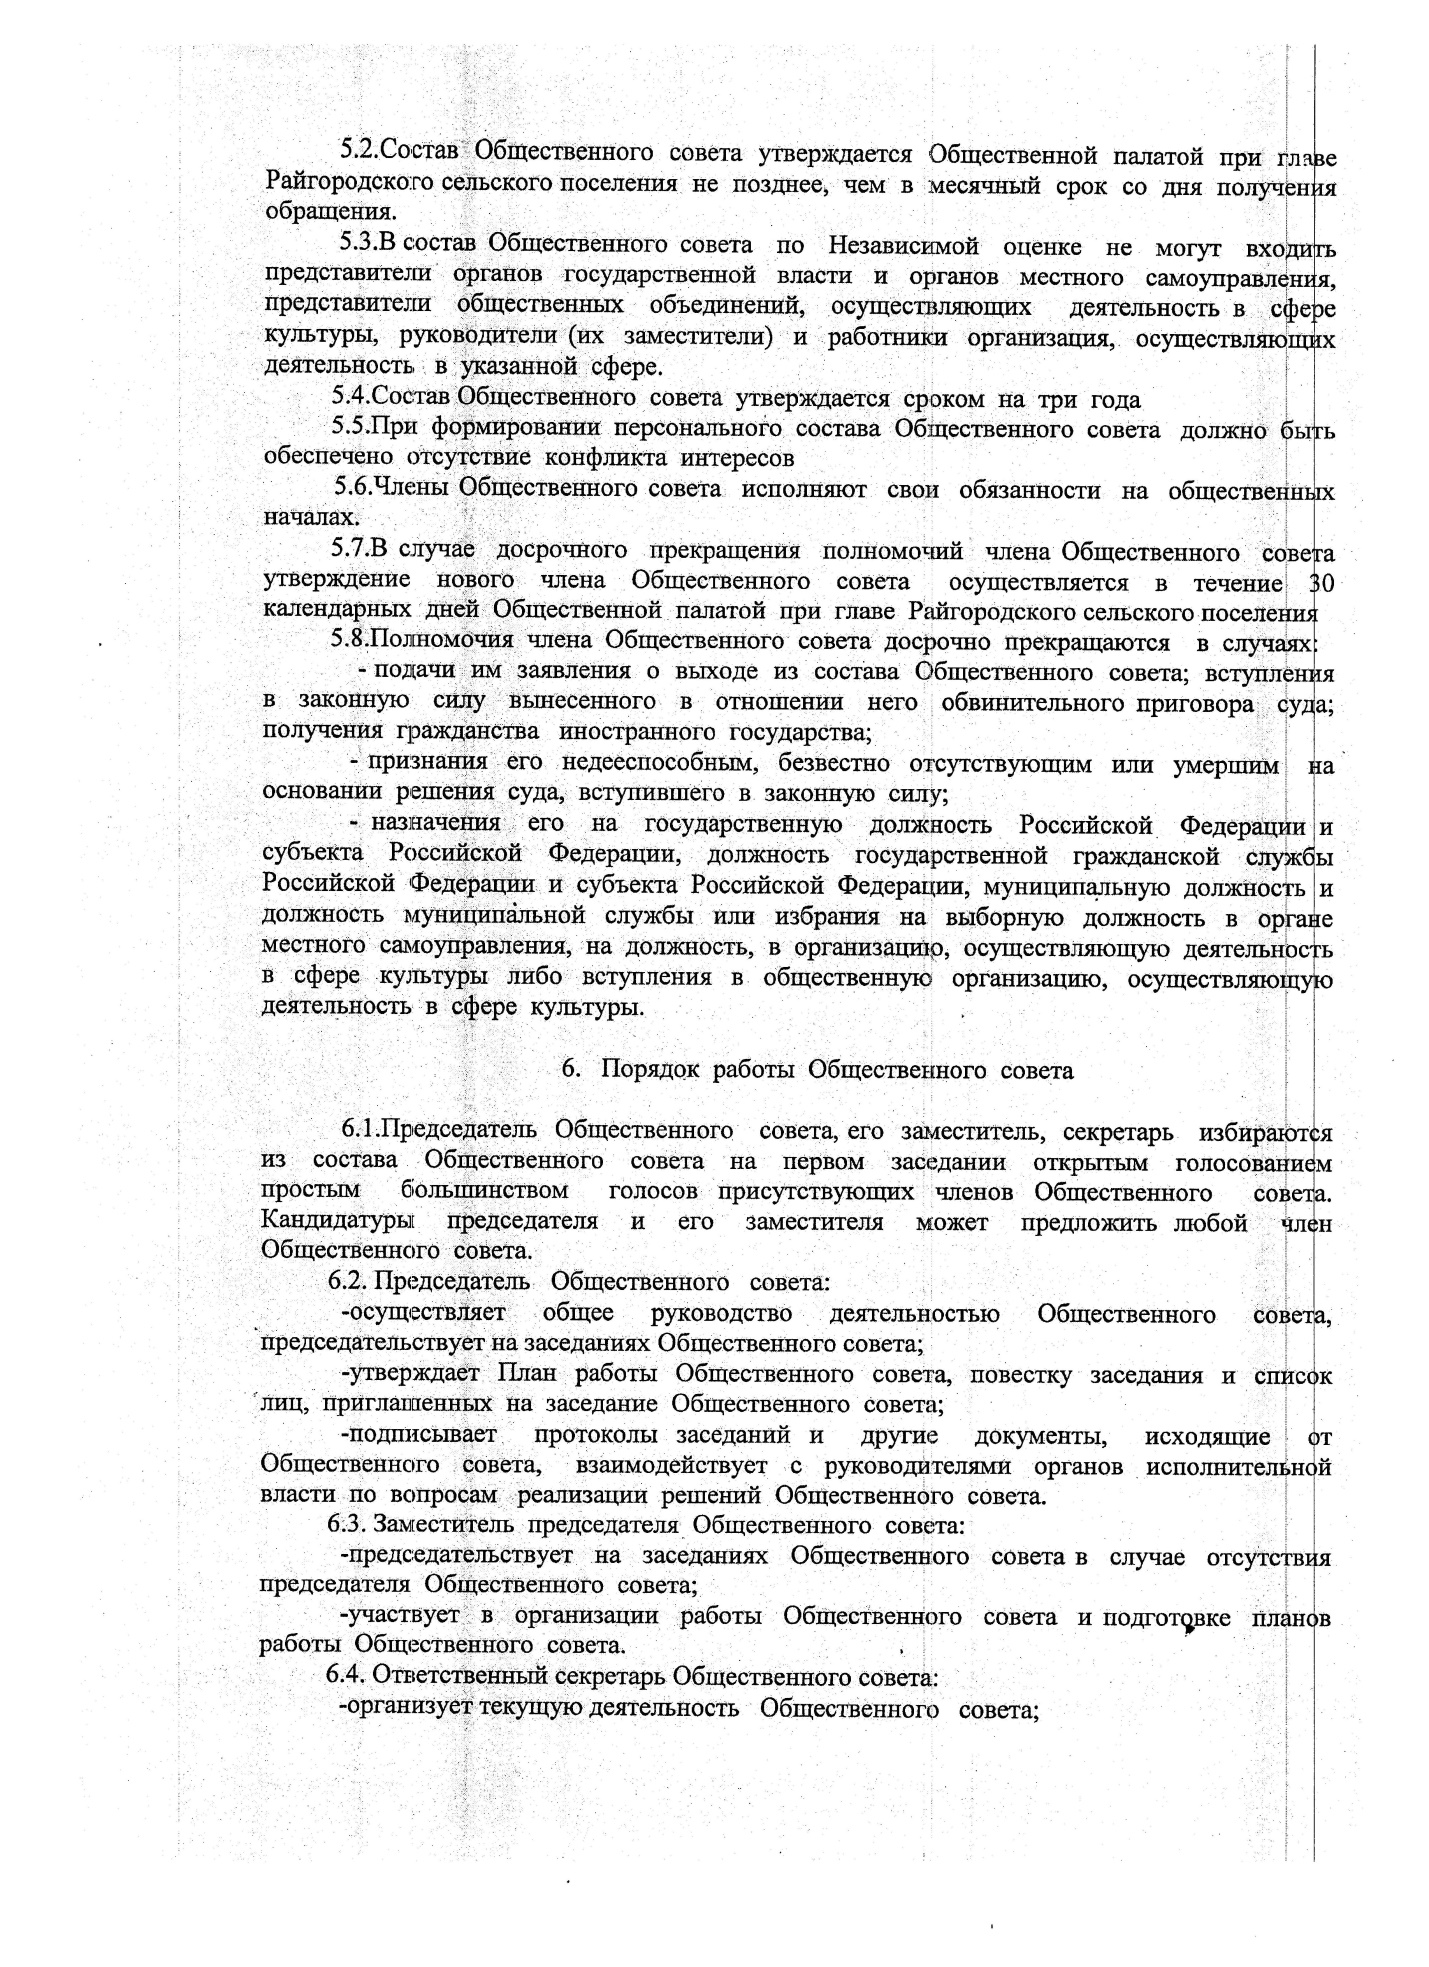 5.2.Состав Общественного совета утверждается Общественной палатой при главе
Райгородского сельского поселения не позднее, чем в месячный срок со дня получения
обращения.
5.3.В состав Общественного совета по Независимой оценке не могут входить
представители органов государственной власти и органов местного самоуправления,
представители общественных объединений, осуществляющих деятельность в сфере
культуры, руководители (их заместители) и работники организация, осуществляющих
деятельность в указанной сфере.
5.4.Состав Общественного совета утверждается сроком на три года
5.5.При формировании персонального состава Общественного совета должно быть
обеспечено отсутствие конфликта интересов
5.6.Члены Общественного совета исполняют свои обязанности на общественных
началах.
5.7.В случае досрочного прекращения полномочий члена Общественного совета
утверждение нового члена Общественного совета осуществляется в течение 30
календарных дней Общественной палатой при главе Райгородского сельского поселения
5.8.Полномочия члена Общественного совета досрочно прекращаются в случаях:
- подачи им заявления о выходе из состава Общественного совета; вступления
в законную силу вынесенного в отношении него обвинительного приговора суда;
получения гражданства иностранного государства;
- признания его недееспособным, безвестно отсутствующим или умершим на
основании решения суда, вступившего в законную силу;
- назначения его на государственную должность Российской Федерации и
субъекта Российской Федерации, должность государственной гражданской службы
Российской Федерации и субъекта Российской Федерации, муниципальную должность и
должность муниципальной службы или избрания на выборную должность в органе
местного самоуправления, на должность, в организацию, осуществляющую деятельность
в сфере культуры либо вступления в общественную организацию, осуществляющую
деятельность в сфере культуры.
6. Порядок работы Общественного совета
6.1.Председатель Общественного совета, его заместитель, секретарь избираются
из состава Общественного совета на первом заседании открытым голосованием
простым большинством голосов присутствующих членов Общественного совета.
Кандидатуры председателя и его заместителя может предложить любой член
Общественного совета.
6.2. Председатель Общественного совета:
-осуществляет общее руководство деятельностью Общественного совета,
председательствует на заседаниях Общественного совета;
-утверждает План работы Общественного совета, повестку заседания и список
лиц, приглашенных на заседание Общественного совета;
-подписывает протоколы заседаний и другие документы, исходящие от
Общественного совета, взаимодействует с руководителями органов исполнительной
власти по вопросам реализации решений Общественного совета.
6.3. Заместитель председателя Общественного совета:
-председательствует на заседаниях Общественного совета в случае отсутствия
председателя Общественного совета;
-участвует в организации работы Общественного совета и подготовке планов
работы Общественного совета.
6.4. Ответственный секретарь Общественного совета:
-организует текущую деятельность Общественного совета;